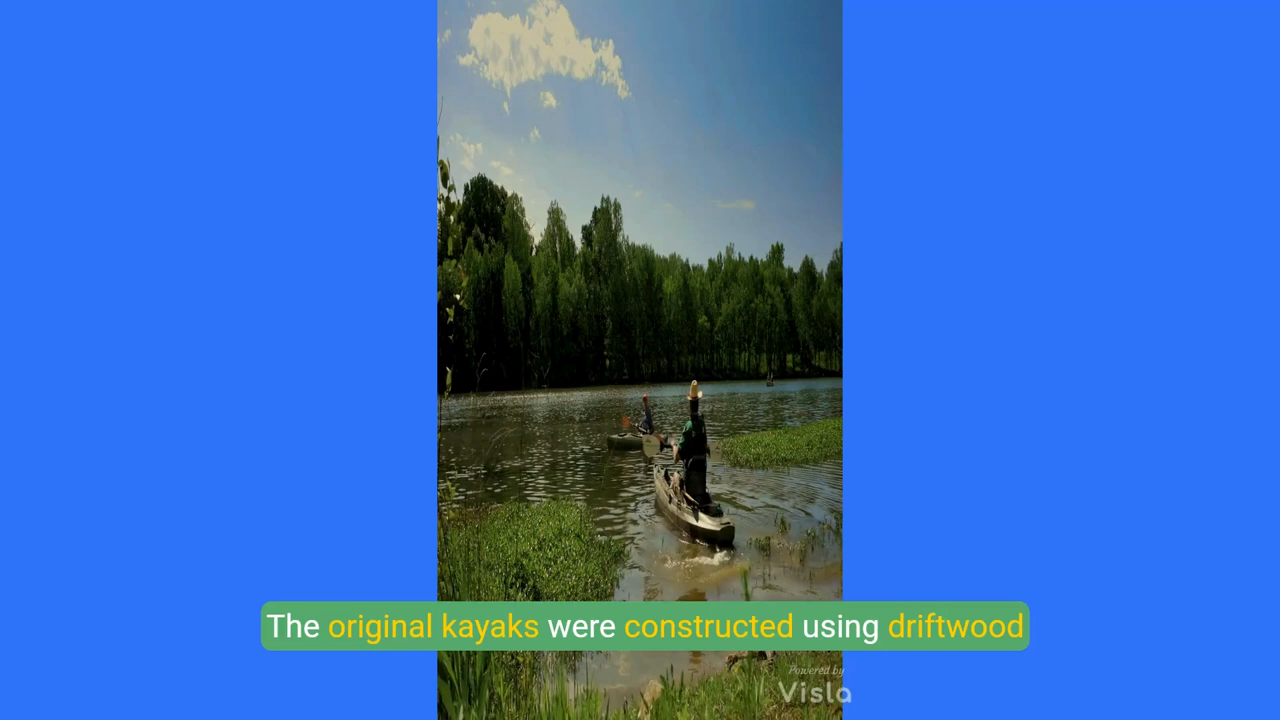 The original kayaks were constructed using driftwood
Powered by
Visla